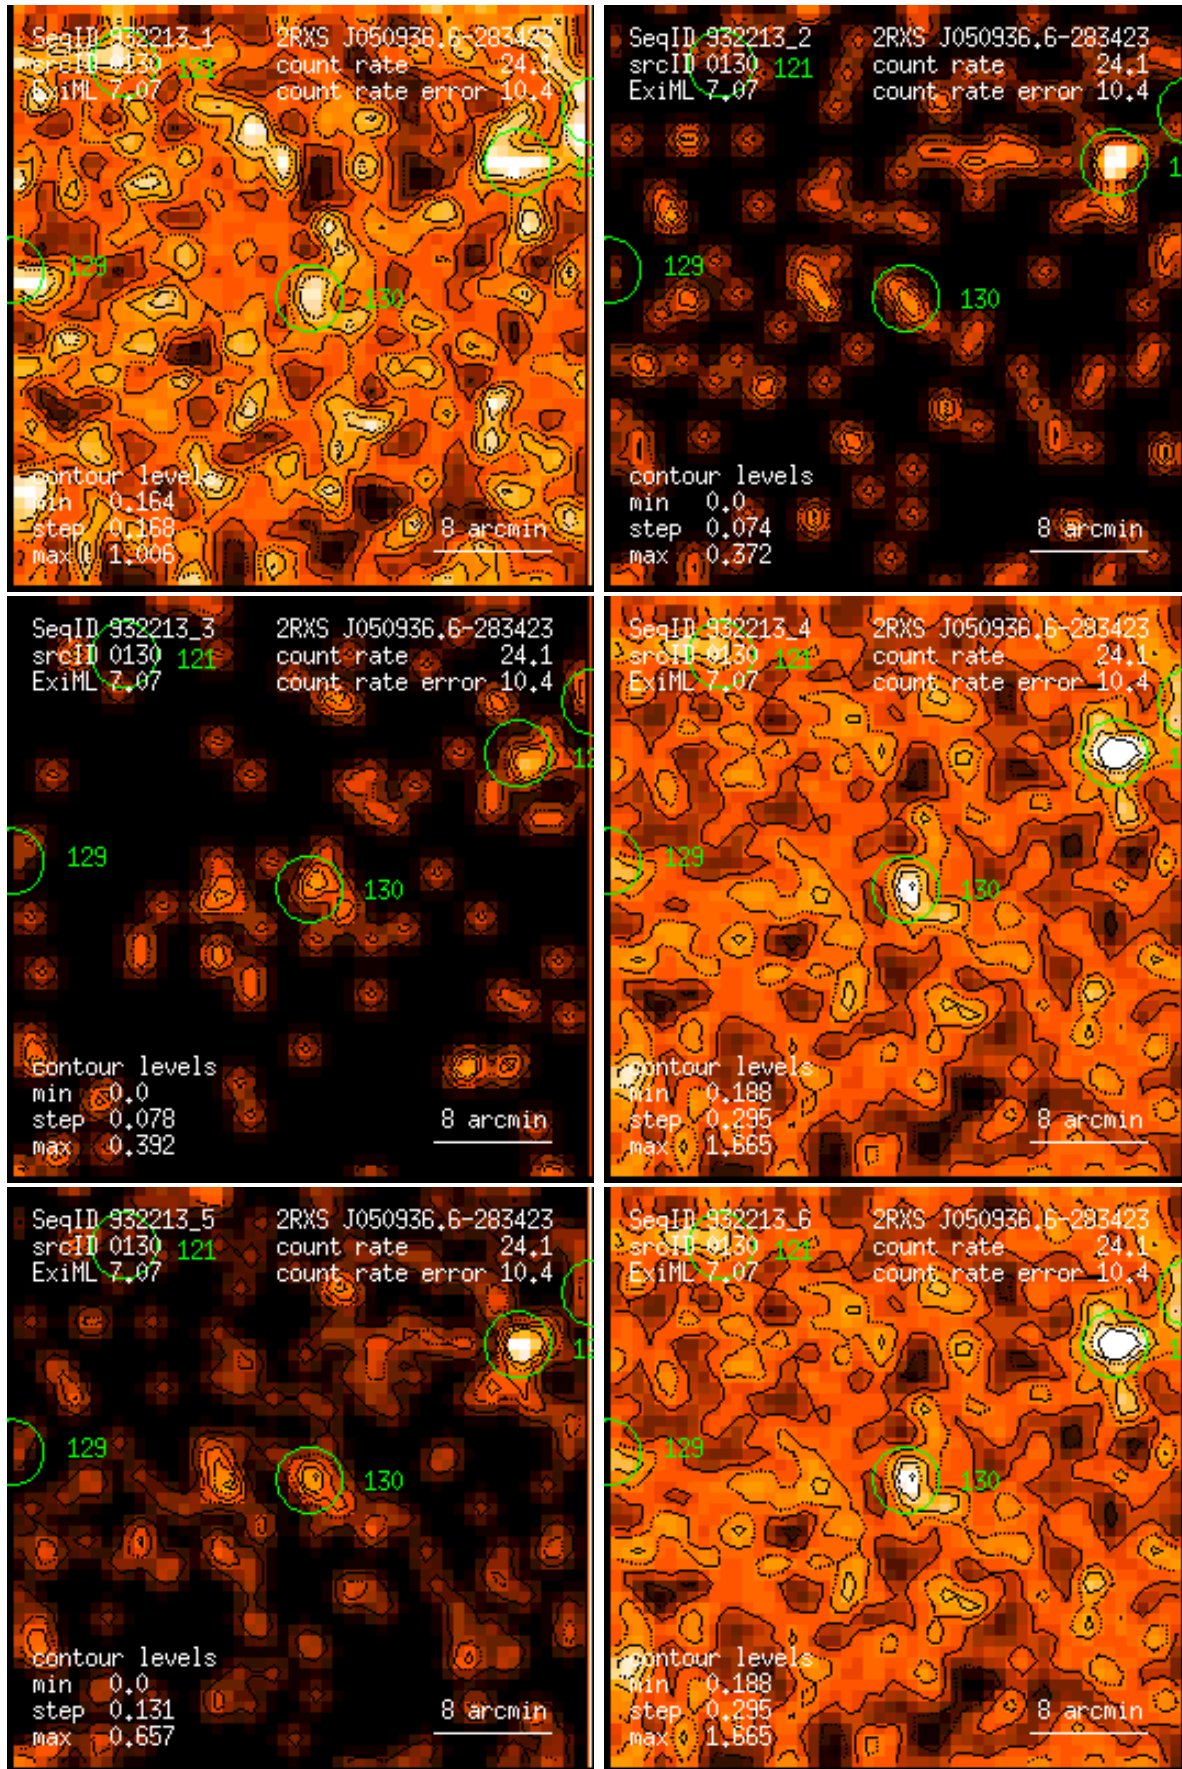 SeqID 932213_1 2RXS J050936.6-283423
srcID 0130 121 count rate 24.1
ExiML 7.07 count rate error 10.4
129
130
contour levels
min 0.164
step 0.168 8 arcmin
max 1.006
SeqID 932213_2 2RXS J050936.6-283423
srcID 0130 121 count rate 24.1
ExiML 7.07 count rate error 10.4
129
130
contour levels
min 0.0
step 0.074 8 arcmin
max 0.372
SeqID 932213_3 2RXS J050936.6-283423
srcID 0130 121 count rate 24.1
ExiML 7.07 count rate error 10.4
129
130
contour levels
min 0.0
step 0.078 8 arcmin
max 0.392
SeqID 932213_4 2RXS J050936.6-283423
srcID 0130 121 count rate 24.1
ExiML 7.07 count rate error 10.4
129
130
contour levels
min 0.188
step 0.295 8 arcmin
max 1.665
SeqID 932213_5 2RXS J050936.6-283423
srcID 0130 121 count rate 24.1
ExiML 7.07 count rate error 10.4
129
130
contour levels
min 0.0
step 0.131 8 arcmin
max 0.657
SeqID 932213_6 2RXS J050936.6-283423
srcID 0130 121 count rate 24.1
ExiML 7.07 count rate error 10.4
129
130
contour levels
min 0.188
step 0.295 8 arcmin
max 1.665